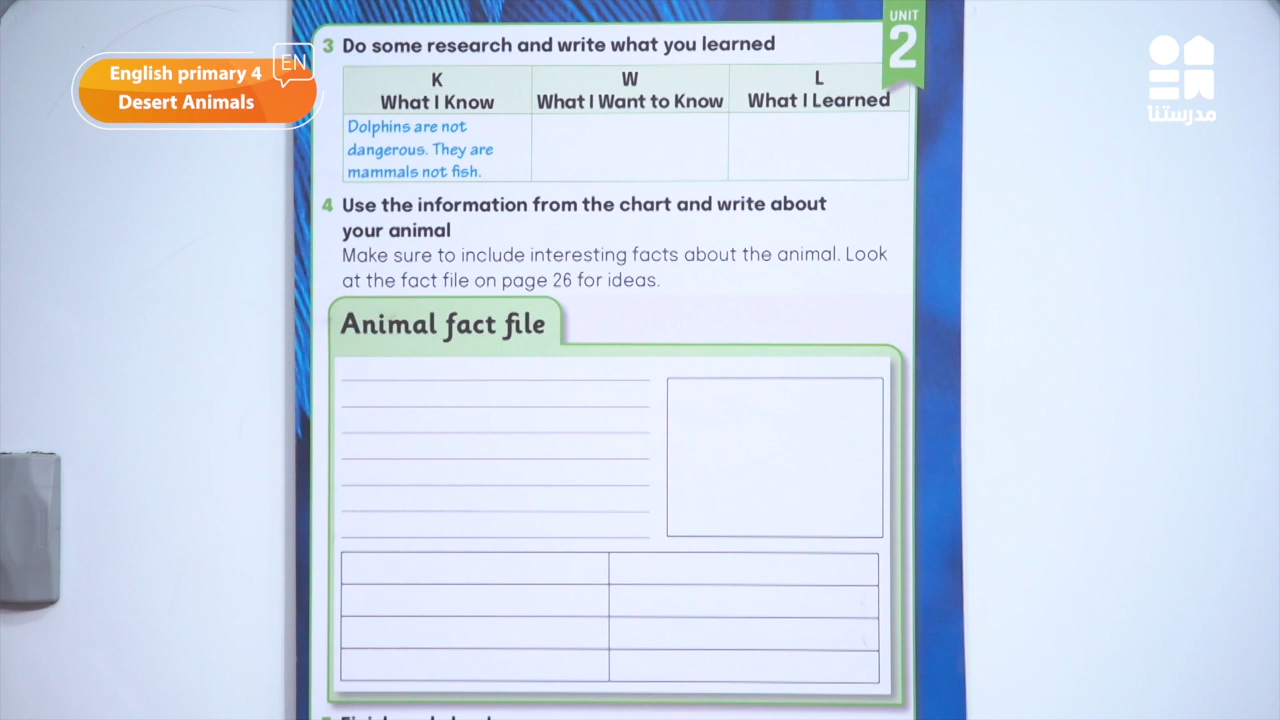 English primary 4
Desert Animals
EN
مدرستنا
UNIT
2
3 Do some research and write what you learned
K
What I Know
W
What I Want to Know
L
What I Learned
Dolphins are not
dangerous. They are
mammals not fish.
4 Use the information from the chart and write about
your animal
Make sure to include interesting facts about the animal. Look
at the fact file on page 26 for ideas.
Animal fact file